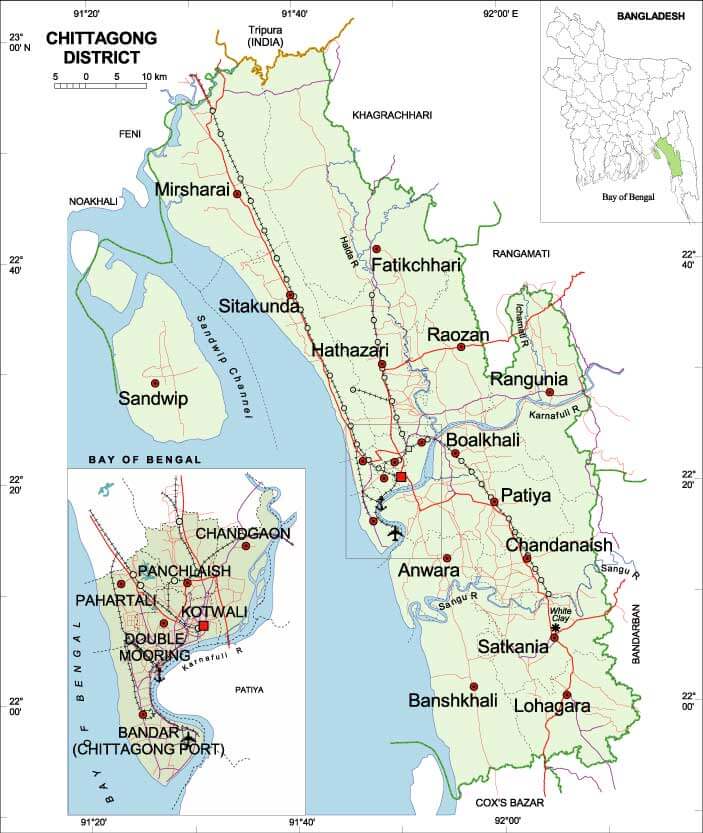 91°20'
91°40'
92°00' E
23°
00' N
CHITTAGONG
DISTRICT
5 0 5 10 km
Tripura
(INDIA)
BANGLADESH
Bay of Bengal
KHAGRACHHARI
FENI
NOAKHALI
Mirsharai
Halda R
Fatikchhari
RANGAMATI
22°
40'
22°
40'
Sitakunda
Sandwip Channel
Ichamati R
Raozan
Hathazari
Rangunia
Sandwip
Karnafuli R
Boalkhali
BAY OF BENGAL
22°
20'
22°
20'
Patiya
Chandanaish
Anwara
Sangu R
Sangu R
White
Clay
Satkania
BANDARBAN
Banshkhali
Lohagara
22°
00'
22°
00'
CHANDGAON
PANCHLAISH
PAHARTALI
KOTWALI
DOUBLE
MOORING
Karnafuli R
PATIYA
BAY OF BENGAL
BANDAR
(CHITTAGONG PORT)
COX'S BAZAR
91°20'
91°40'
92°00'